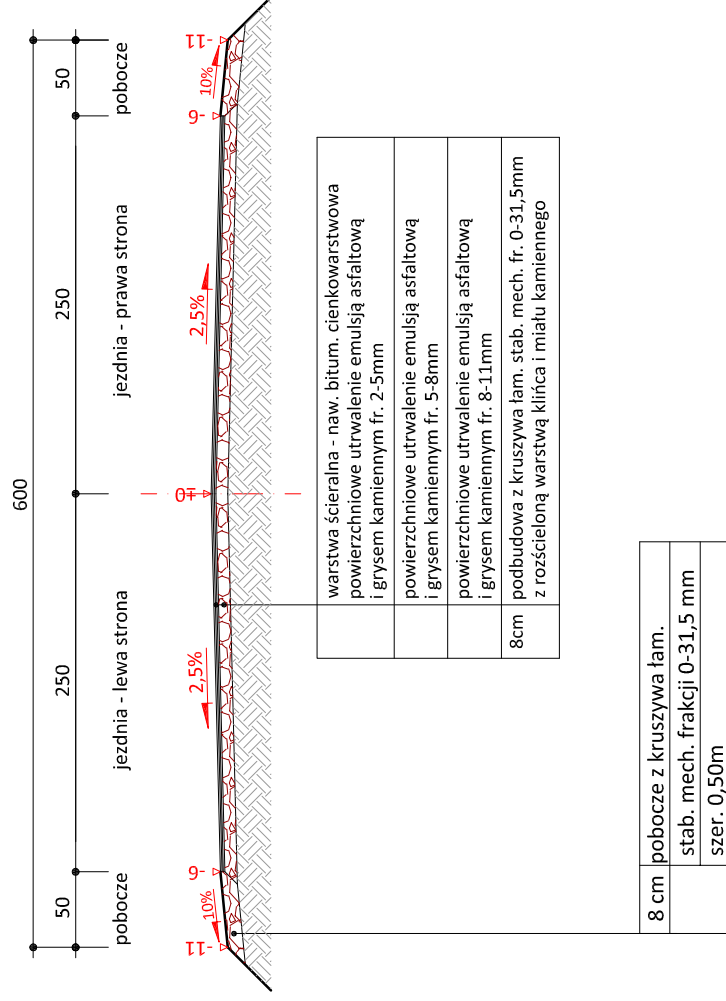 600
50
250
250
50
pobocze
jezdnia - lewa strona
jezdnia - prawa strona
pobocze
-11
-6
0
-6
-11
10%
2,5%
2,5%
10%
warstwa ścieralna - naw. bitum. cienkowarstwowa
powierzchniowe utrwalenie emulsją asfaltową
i grysem kamiennym fr. 2-5mm
powierzchniowe utrwalenie emulsją asfaltową
i grysem kamiennym fr. 5-8mm
powierzchniowe utrwalenie emulsją asfaltową
i grysem kamiennym fr. 8-11mm
8cm podbudowa z kruszywa łam. stab. mech. fr. 0-31,5mm
z rozścieloną warstwą klińca i miału kamiennego
8 cm pobocze z kruszywa łam.
stab. mech. frakcji 0-31,5 mm
szer. 0,50m